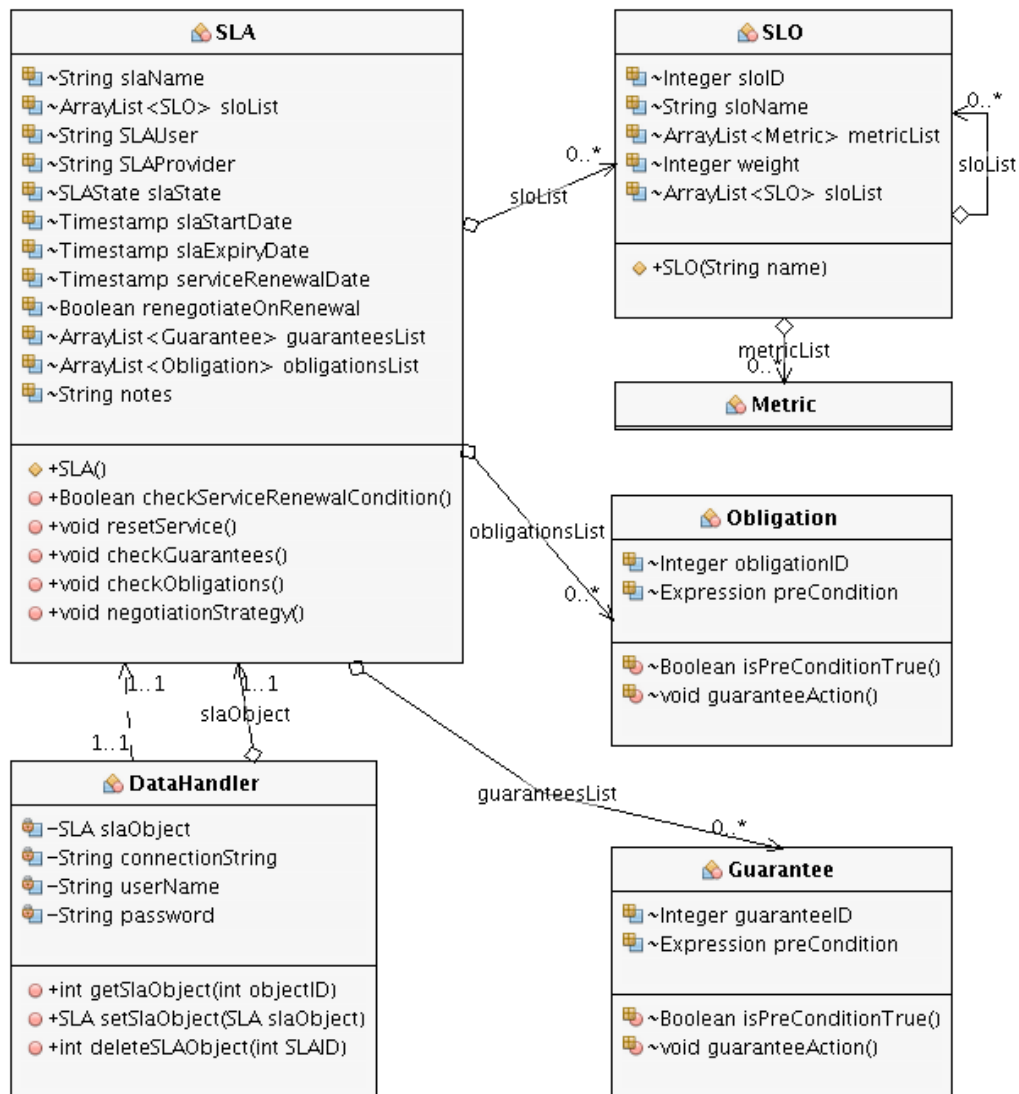 SLA
~String slaName
~ArrayList<SLO> sloList
~String SLAUser
~String SLAProvider
~SLAState slaState
~Timestamp slaStartDate
~Timestamp slaExpiryDate
~Timestamp serviceRenewalDate
~Boolean renegotiateOnRenewal
~ArrayList<Guarantee> guaranteesList
~ArrayList<Obligation> obligationsList
~String notes
+SLA()
+Boolean checkServiceRenewalCondition()
+void resetService()
+void checkGuarantees()
+void checkObligations()
+void negotiationStrategy()
SLO
~Integer sloID
~String sloName
~ArrayList<Metric> metricList
~Integer weight
~ArrayList<SLO> sloList
+SLO(String name)
0..*
sloList
0..*
sloList
metricList
0..*
Metric
obligationsList
0..*
Obligation
~Integer obligationID
~Expression preCondition
~Boolean isPreConditionTrue()
~void guaranteeAction()
1..1
1..1
slaObject
1..1
DataHandler
-SLA slaObject
-String connectionString
-String userName
-String password
+int getSlaObject(int objectID)
+SLA setSlaObject(SLA slaObject)
+int deleteSLAObject(int SLAID)
guaranteesList
0..*
Guarantee
~Integer guaranteeID
~Expression preCondition
~Boolean isPreConditionTrue()
~void guaranteeAction()